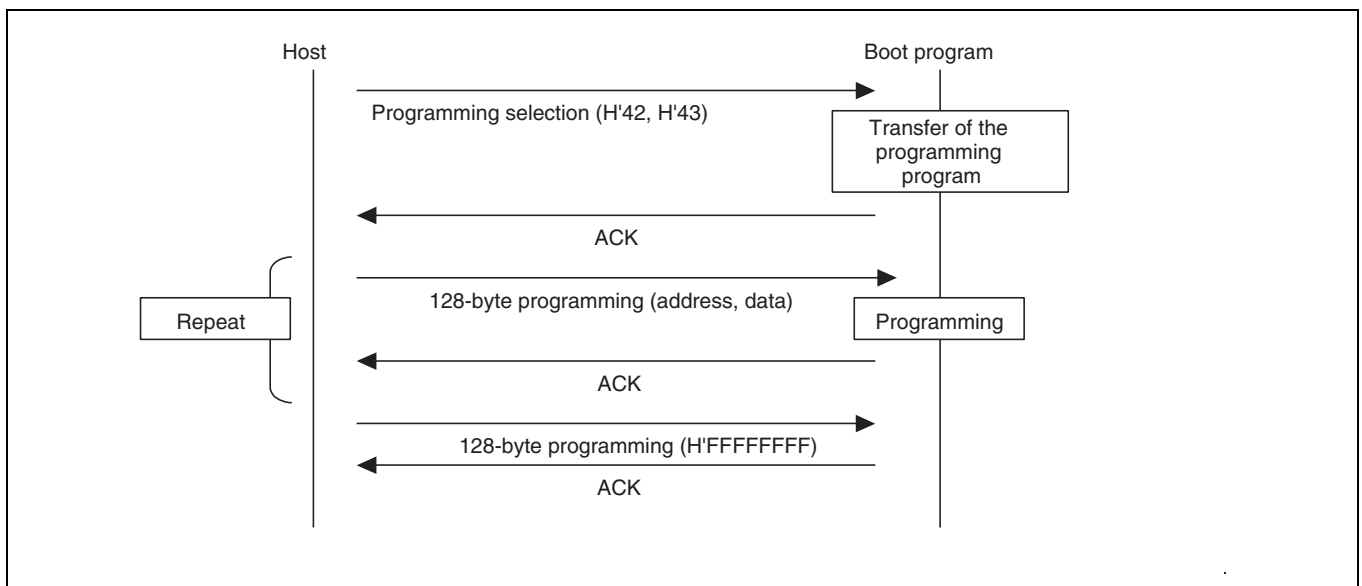 Host
Boot program
Programming selection (H'42, H'43)
Transfer of the
programming
program
ACK
128-byte programming (address, data)
Repeat
Programming
ACK
128-byte programming (H'FFFFFFFF)
ACK